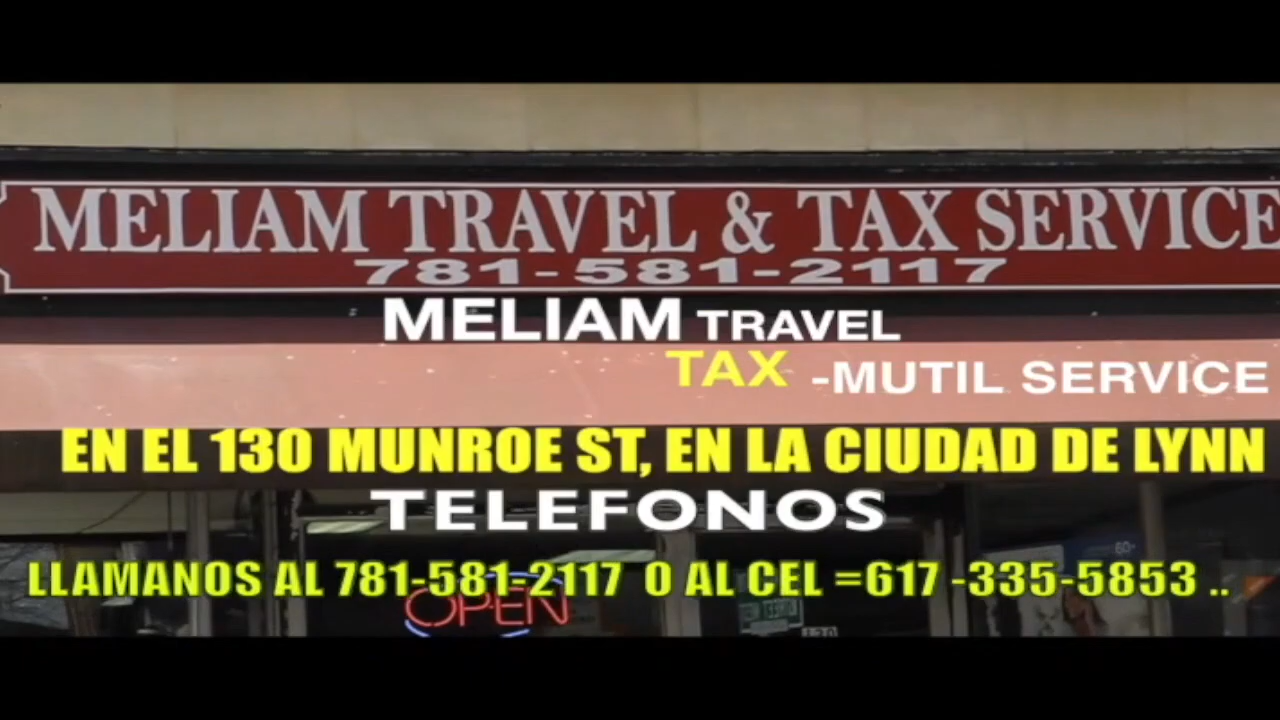 MELIAM TRAVEL & TAX SERVICE
781-581-2117
MELIAM TRAVEL
TAX -MUTIL SERVICE
EN EL 130 MUNROE ST, EN LA CIUDAD DE LYNN
TELEFONOS
LLAMANOS AL 781-581-2117 O AL CEL =617 -335-5853 ..
OPEN